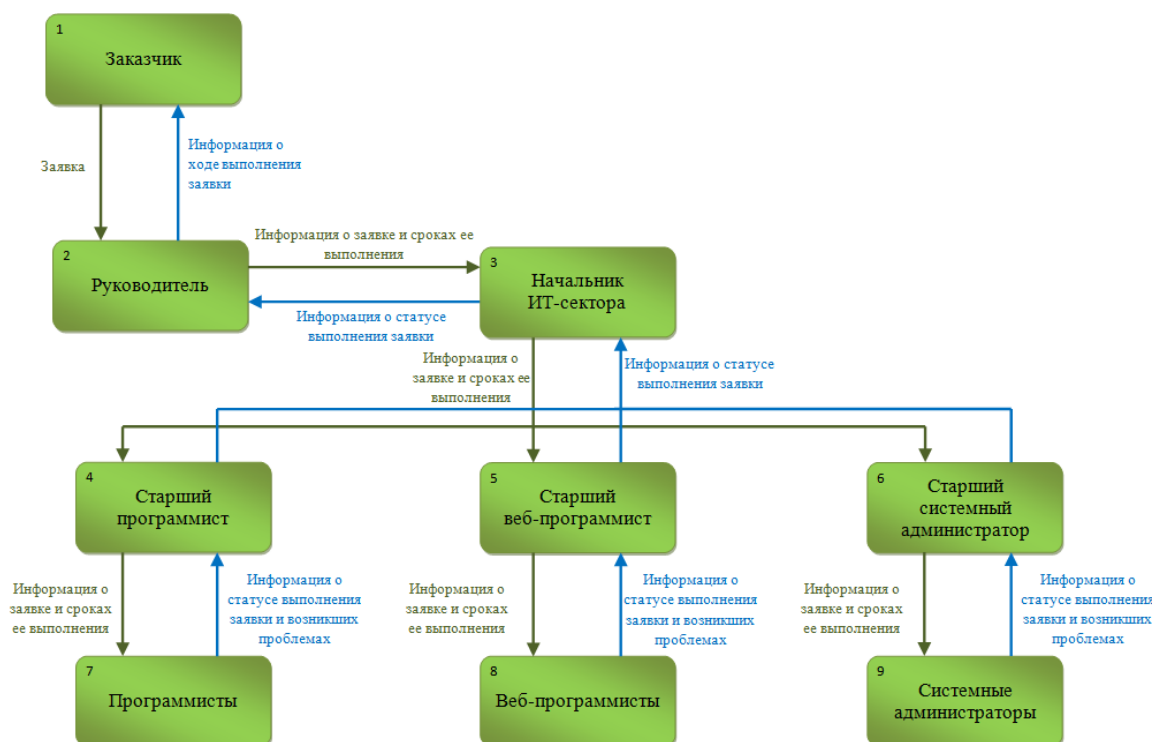 1
Заказчик
Заявка
Информация о
ходе выполнения
заявки
2
Руководитель
Информация о заявке и сроках ее
выполнения
Информация о статусе
выполнения заявки
3
Начальник
ИТ-сектора
Информация о
заявке и сроках ее
выполнения
Информация о статусе
выполнения заявки
4
Старший
программист
5
Старший
веб-программист
6
Старший
системный
администратор
Информация о
заявке и сроках
ее выполнения
Информация о
статусе выполнения
заявки и возникших
проблемах
Информация о
заявке и сроках
ее выполнения
Информация о
статусе выполнения
заявки и возникших
проблемах
Информация о
заявке и сроках
ее выполнения
Информация о
статусе выполнения
заявки и возникших
проблемах
7
Программисты
8
Веб-программисты
9
Системные
администраторы